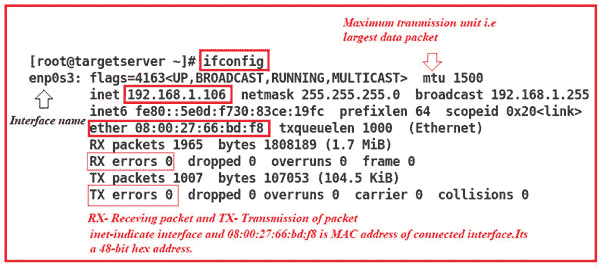 Maximum tranmission unit i.e
largest data packet
[root@targetserver ~]# ifconfig
enp0s3: flags=4163<UP,BROADCAST,RUNNING,MULTICAST>  mtu 1500
inet 192.168.1.106  netmask 255.255.255.0  broadcast 192.168.1.255
Interface name
inet6 fe80::5e0d:f730:83ce:19fc  prefixlen 64  scopeid 0x20<link>
ether 08:00:27:66:bd:f8  txqueuelen 1000  (Ethernet)
RX packets 1965  bytes 1808189 (1.7 MiB)
RX errors 0  dropped 0  overruns 0  frame 0
TX packets 1007  bytes 107053 (104.5 KiB)
TX errors 0  dropped 0 overruns 0  carrier 0  collisions 0
RX- Receving packet and TX- Transmission of packet
inet-indicate interface and 08:00:27:66:bd:f8 is MAC address of connected interface.Its
a 48-bit hex address.